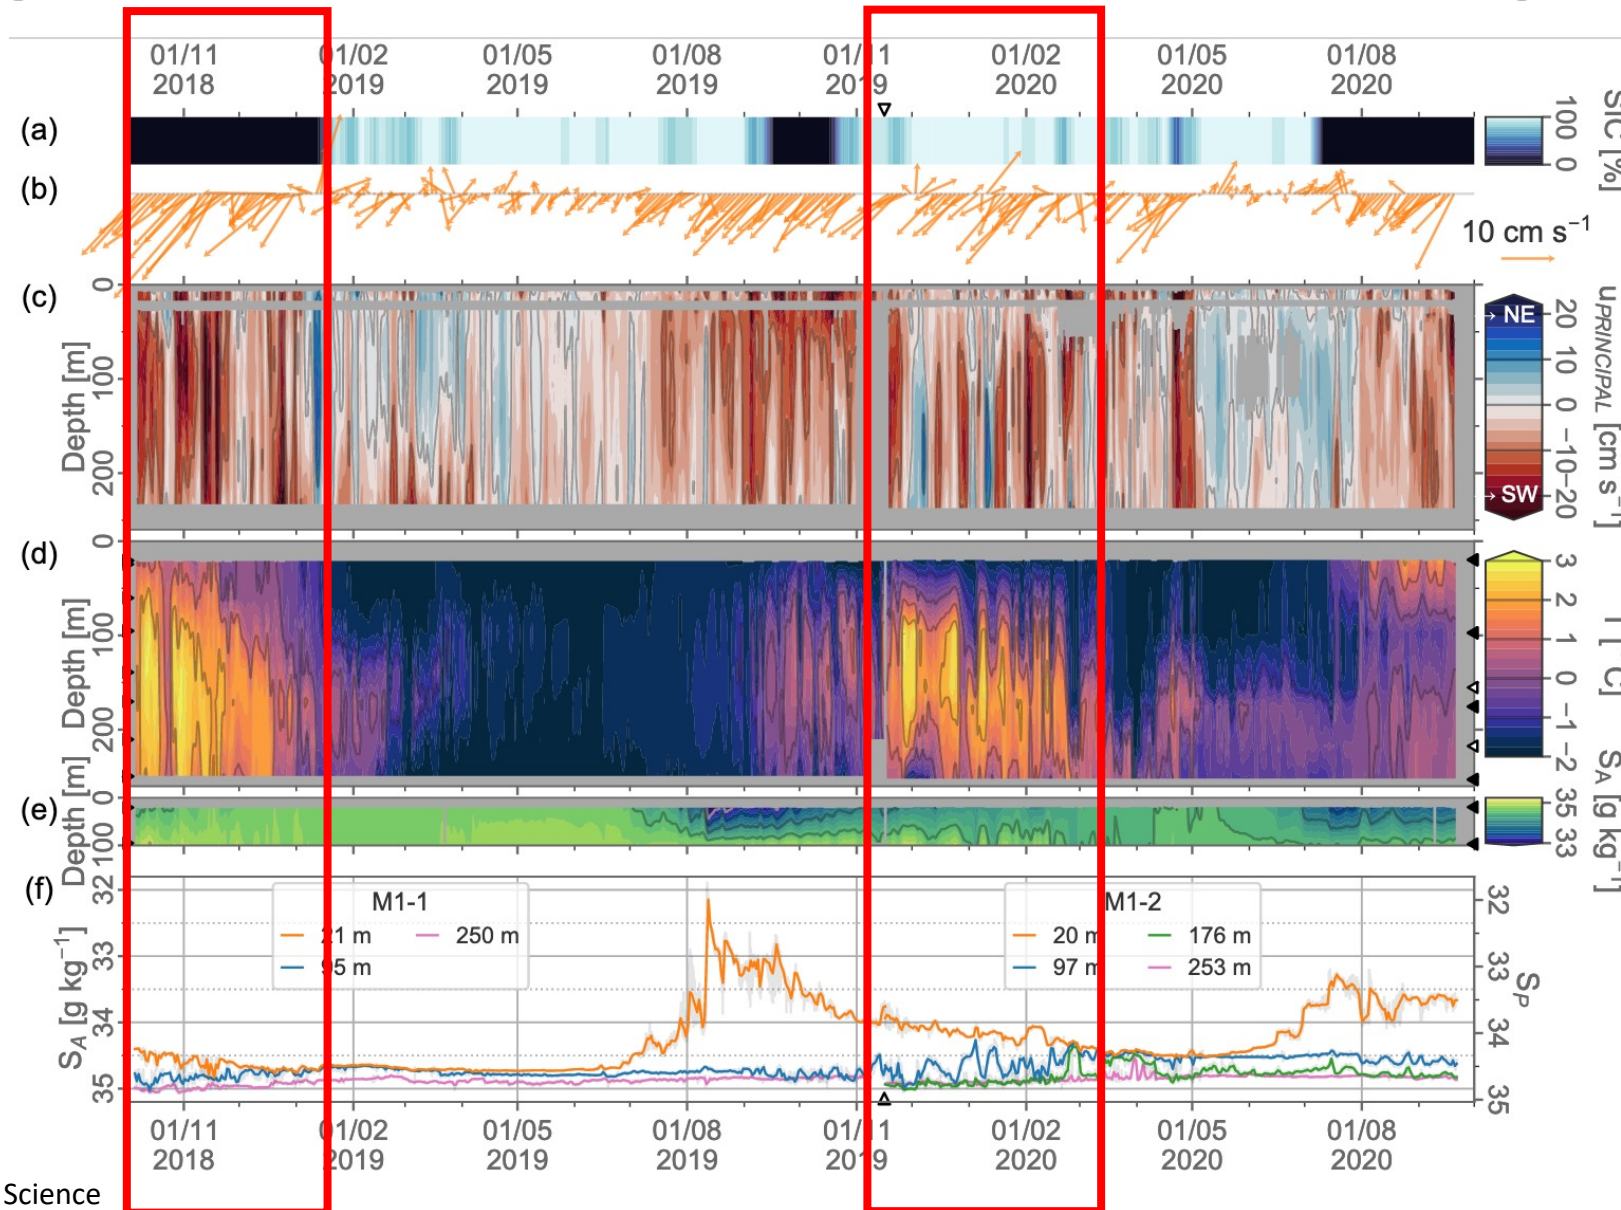 01/11 01/02 01/05 01/08 01/11 01/02 01/05 01/08
2018 2019 2019 2019 2019 2020 2020 2020
(a)
SIC [%]
100
0
(b)
10 cm s⁻¹
(c)
Depth [m]
0
100
200
uPRINCIPAL [cm s⁻¹]
20
10
0
−10
−20
→ NE
→ SW
(d)
Depth [m]
0
100
200
3
2
1
0
−1
−2
(e)
Depth [m]
0
100
SA [g kg⁻¹]
35
33
(f)
SA [g kg⁻¹]
32
33
34
35
M1-1
21 m
250 m
95 m
M1-2
20 m
176 m
97 m
253 m
SP
32
33
34
35
01/11 01/02 01/05 01/08 01/11 01/02 01/05 01/08
2018 2019 2019 2019 2019 2020 2020 2020
Science